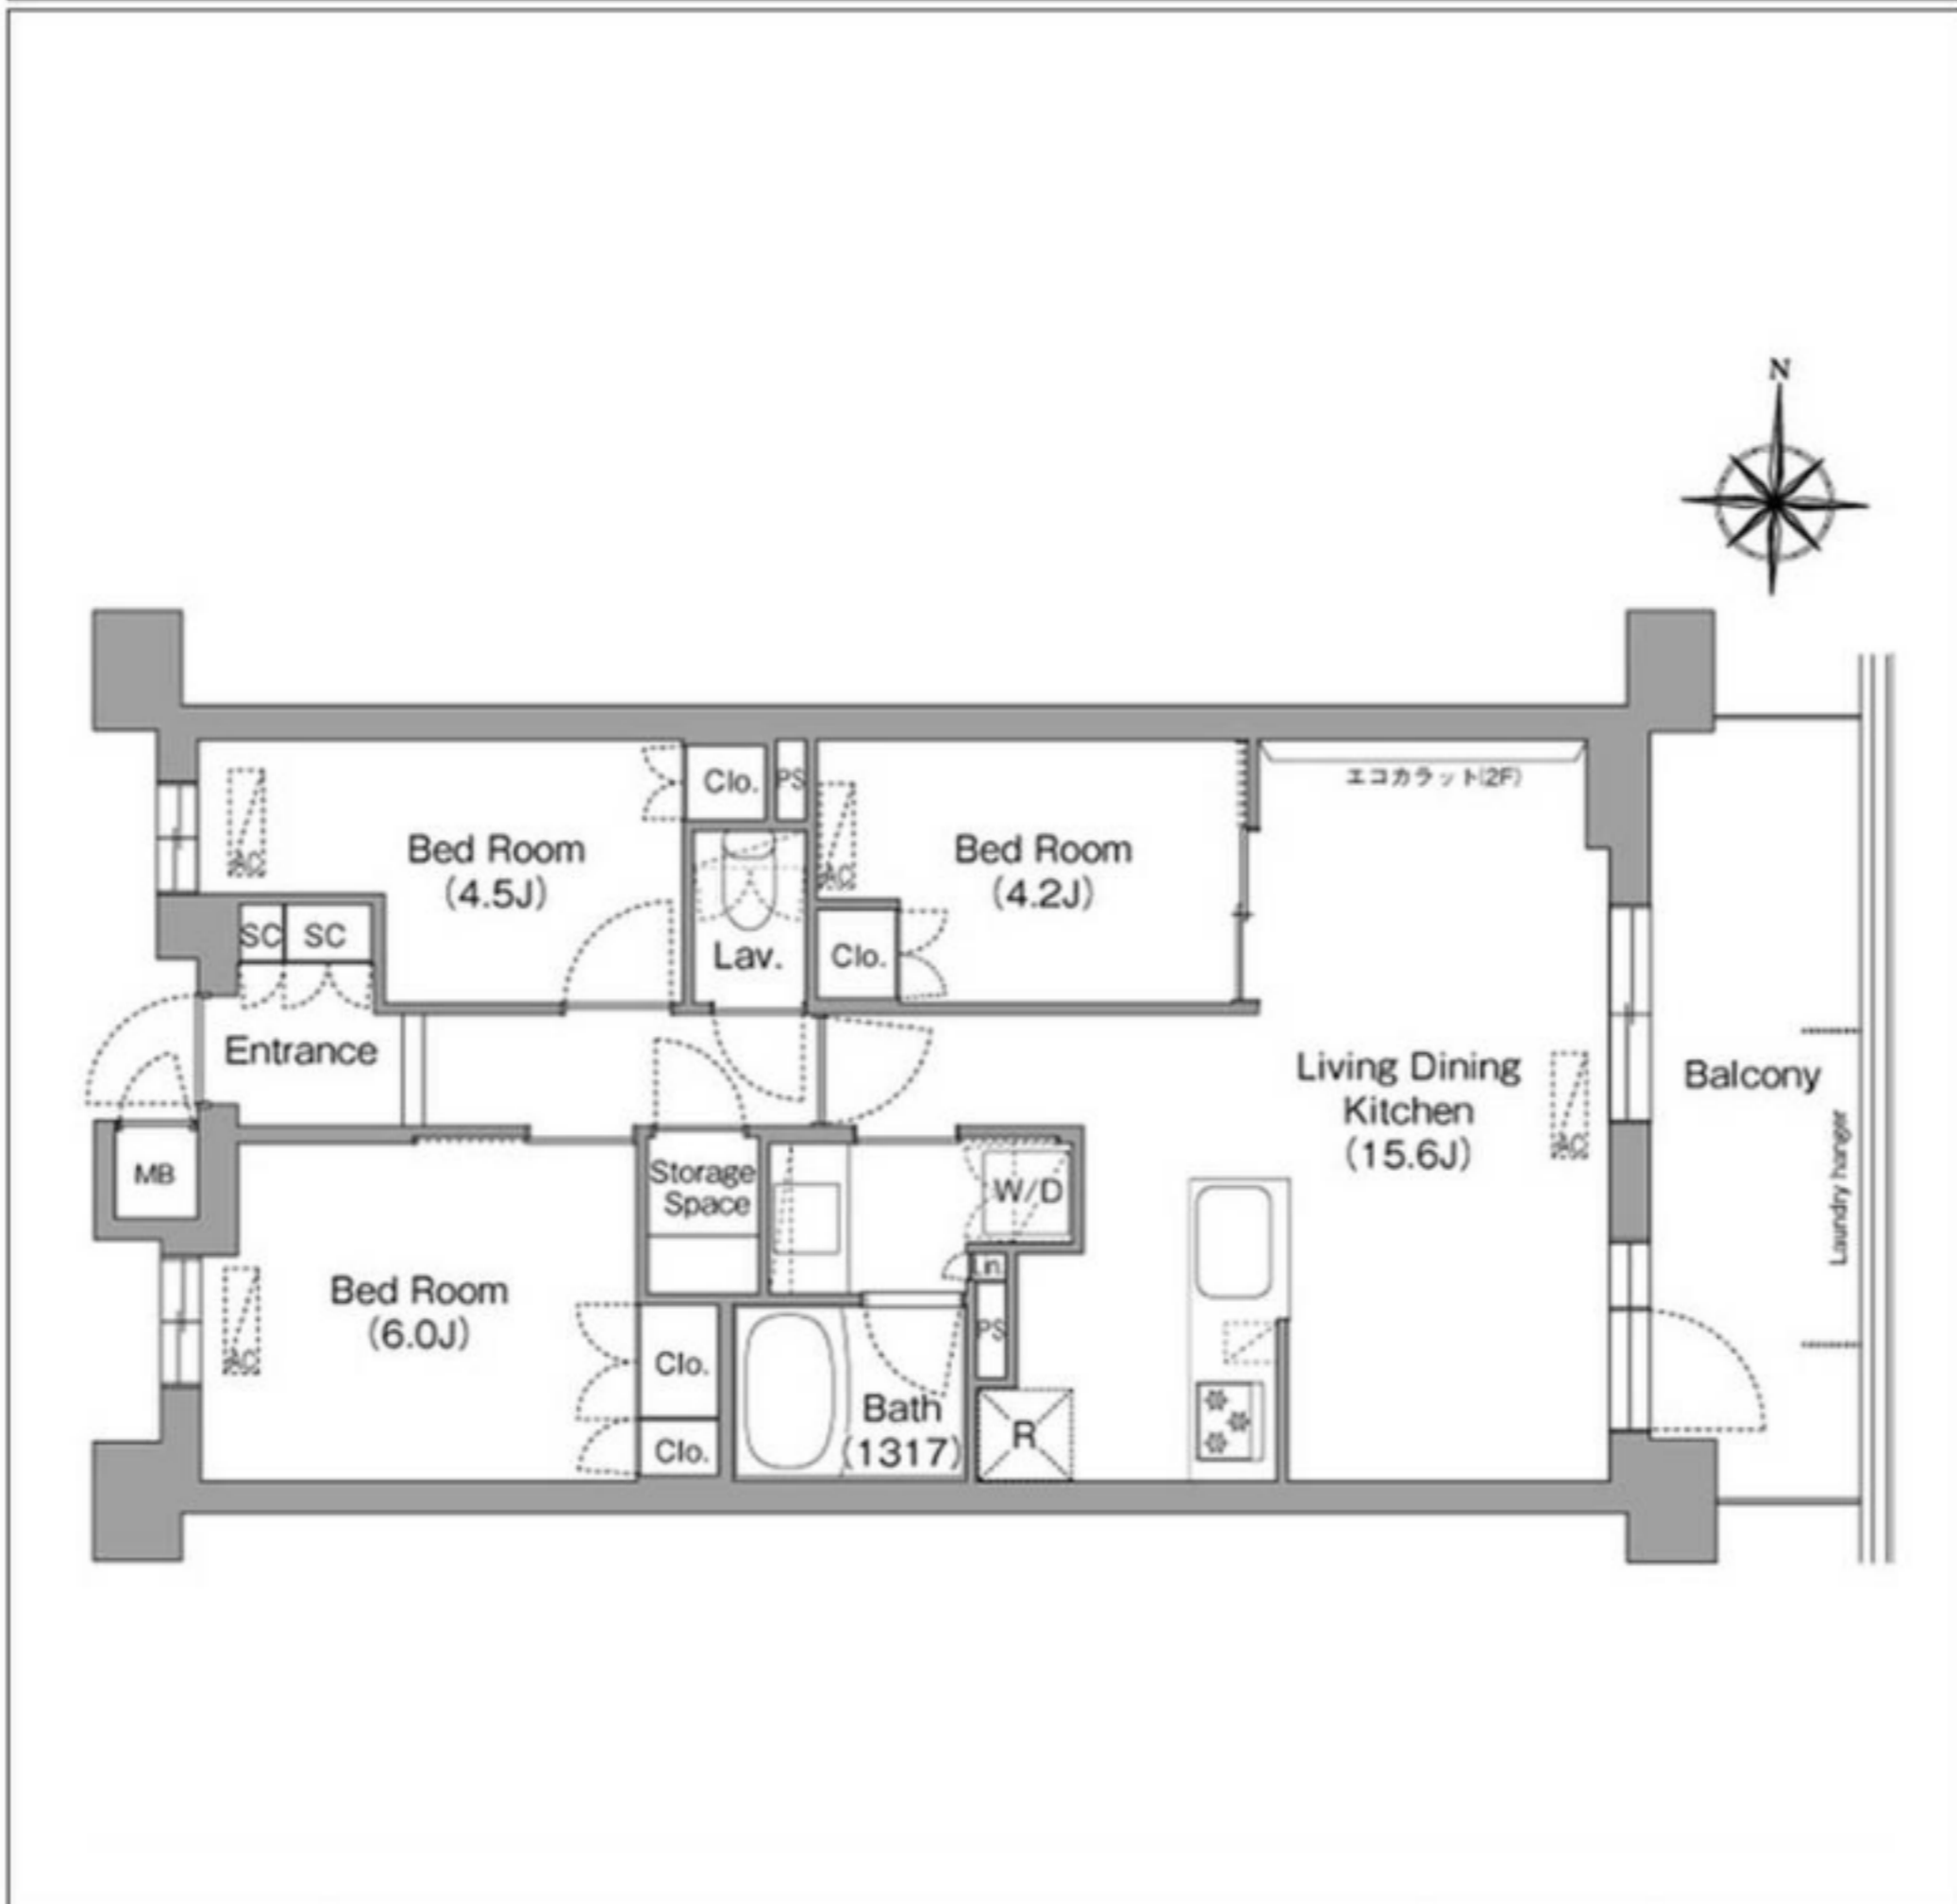 N
Clo.
PS
エコカラット(2F)
Bed Room
(4.5J)
AC
Bed Room
(4.2J)
AC
SC
SC
Lav.
Clo.
Entrance
Living Dining
Kitchen
(15.6J)
AC
Balcony
Laundry hanger
MB
Storage
Space
W/D
Lin.
Bed Room
(6.0J)
AC
PS
Clo.
Bath
(1317)
R
Clo.